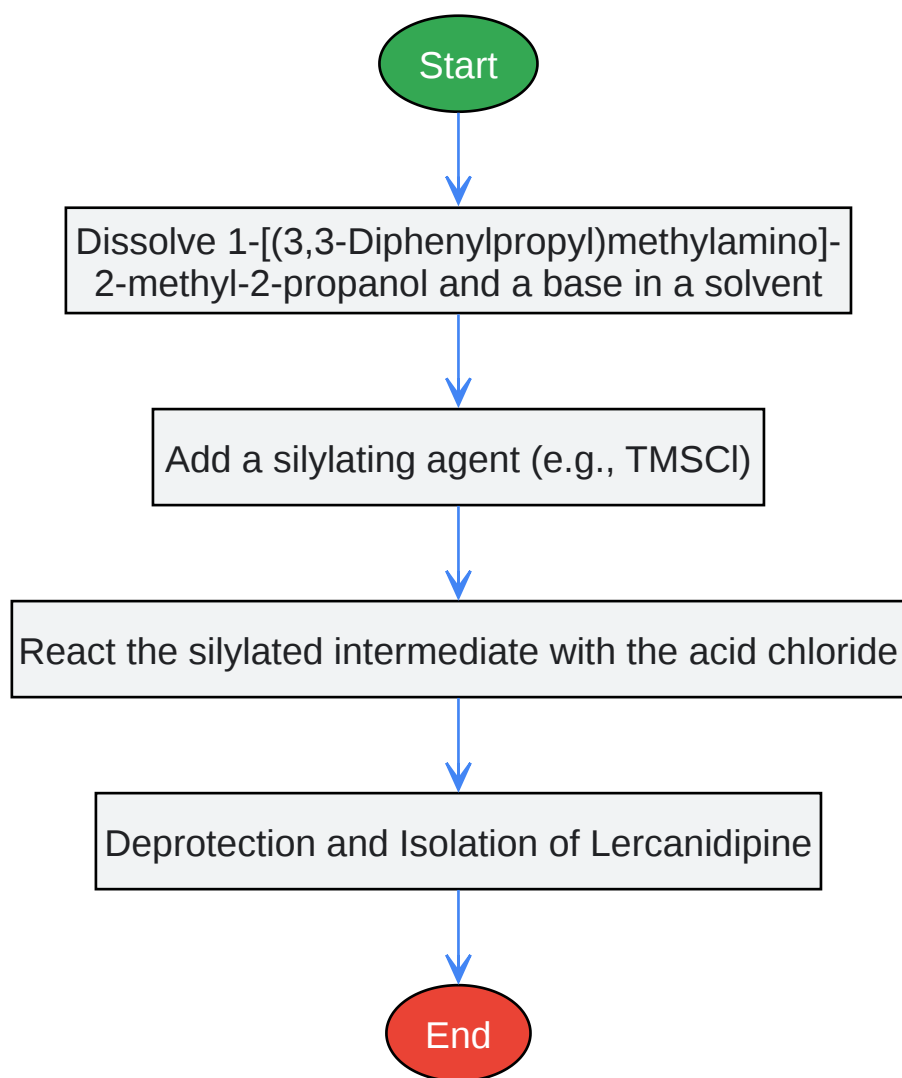 Start
Dissolve 1-[(3,3-Diphenylpropyl)methylamino]-
2-methyl-2-propanol and a base in a solvent
Add a silylating agent (e.g., TMSCl)
React the silylated intermediate with the acid chloride
Deprotection and Isolation of Lercanidipine
End